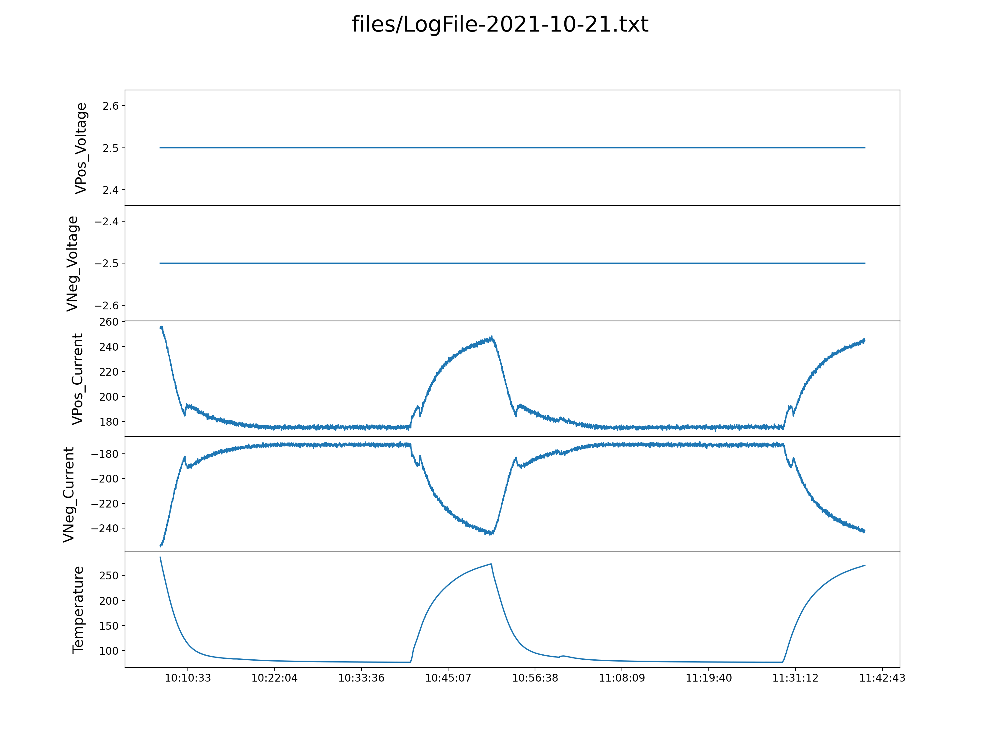 files/LogFile-2021-10-21.txt
VPos_Voltage
2.6
2.5
2.4
VNeg_Voltage
−2.4
−2.5
−2.6
VPos_Current
260
240
220
200
180
VNeg_Current
−180
−200
−220
−240
Temperature
250
200
150
100
10:10:33 10:22:04 10:33:36 10:45:07 10:56:38 11:08:09 11:19:40 11:31:12 11:42:43